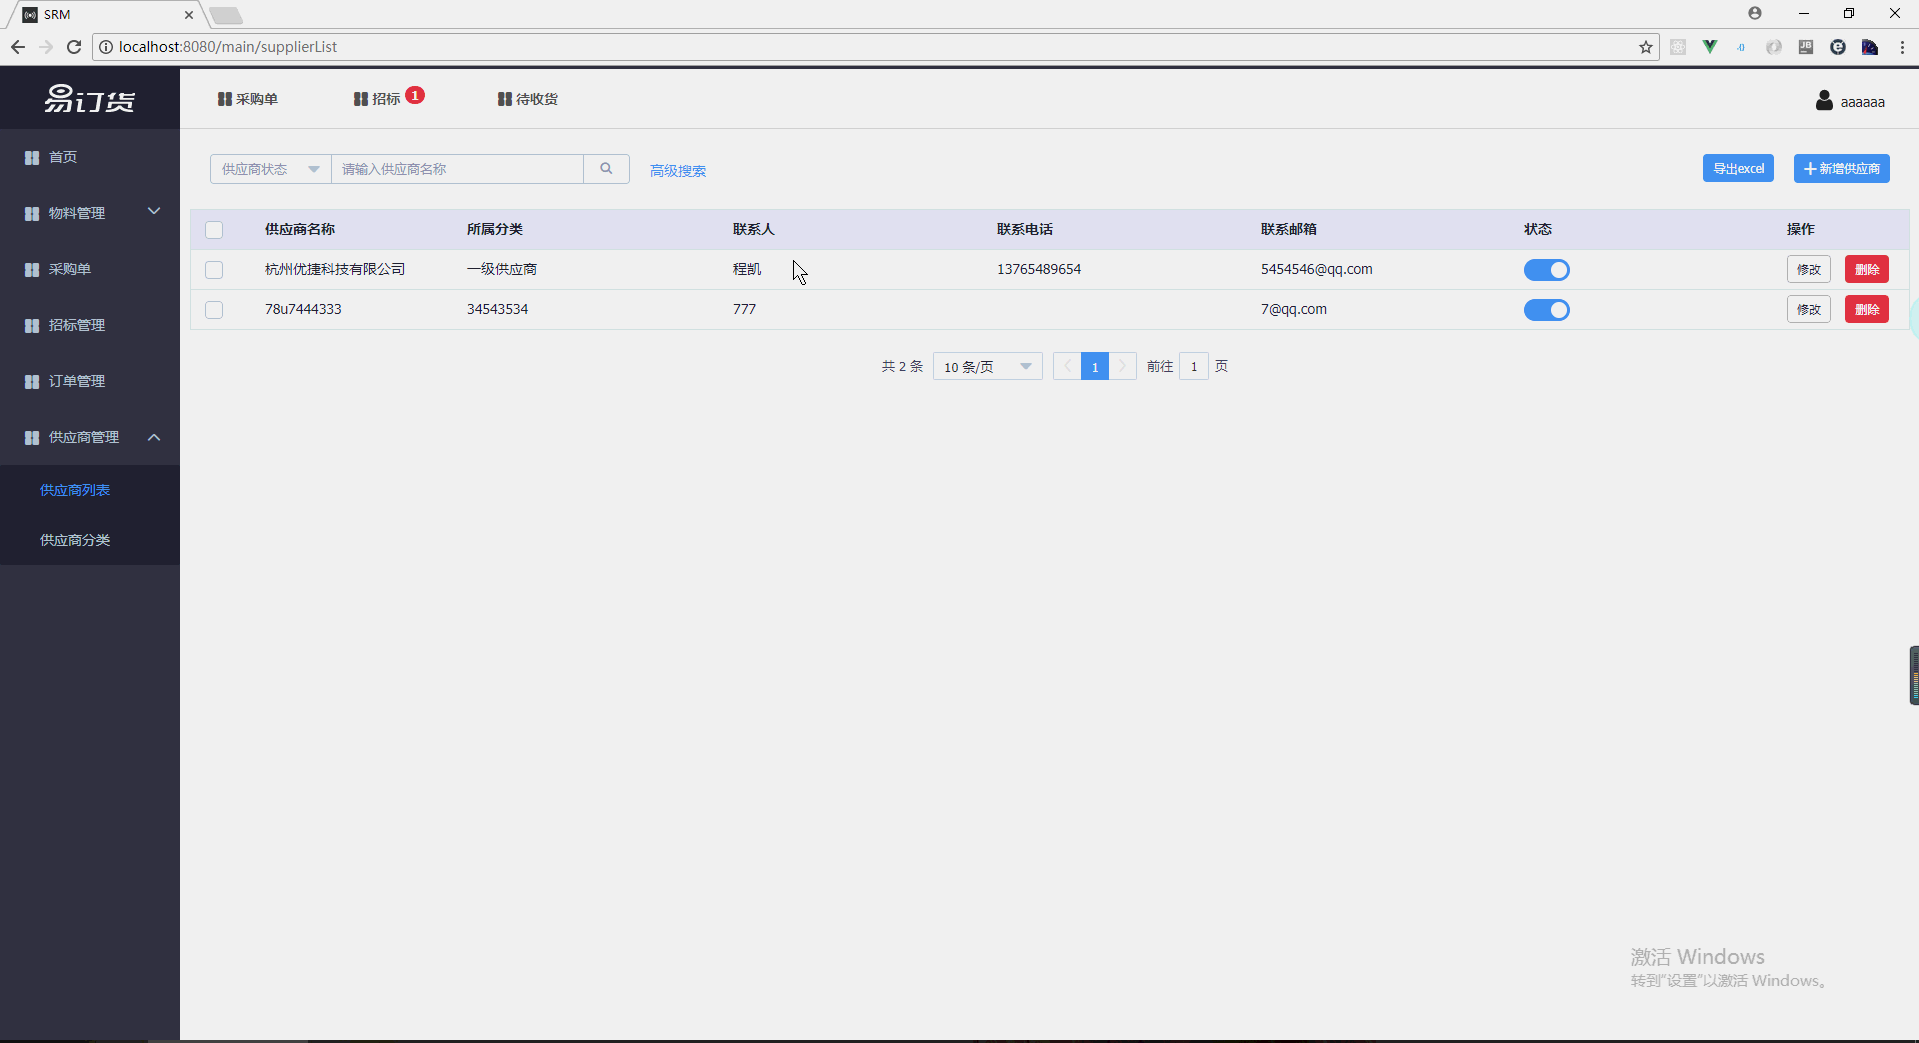 SRM
localhost:8080/main/supplierList
易订货
采购单
招标 1
待收货
aaaaaa
首页
物料管理
采购单
招标管理
订单管理
供应商管理
供应商列表
供应商分类
供应商状态 请输入供应商名称 高级搜索 导出excel 新增供应商
供应商名称 所属分类 联系人 联系电话 联系邮箱 状态 操作
杭州优捷科技有限公司 一级供应商 程凯 13765489654 5454546@qq.com 修改 删除
78u7444333 34543534 777 7@qq.com 修改 删除
共 2 条 10 条/页 1 前往 1 页
激活 Windows
转到"设置"以激活 Windows。